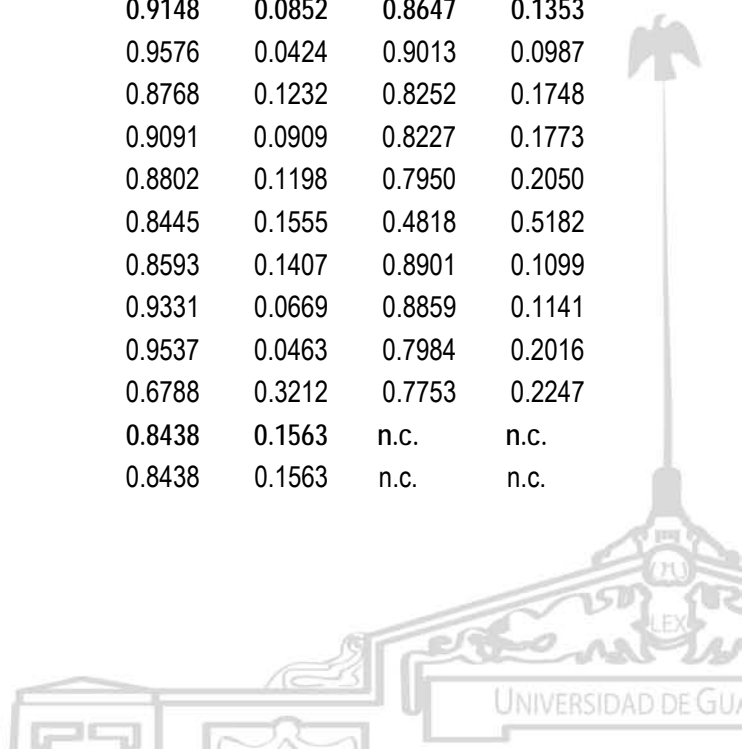 0.9148 0.0852 0.8647 0.1353
0.9576 0.0424 0.9013 0.0987
0.8768 0.1232 0.8252 0.1748
0.9091 0.0909 0.8227 0.1773
0.8802 0.1198 0.7950 0.2050
0.8445 0.1555 0.4818 0.5182
0.8593 0.1407 0.8901 0.1099
0.9331 0.0669 0.8859 0.1141
0.9537 0.0463 0.7984 0.2016
0.6788 0.3212 0.7753 0.2247
0.8438 0.1563 n.c. n.c.
0.8438 0.1563 n.c. n.c.
LEX
UNIVERSIDAD DE GUA